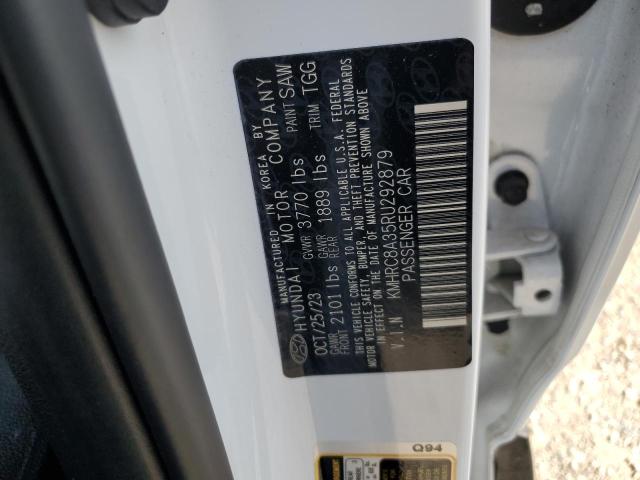 MANUFACTURED IN KOREA BY
HYUNDAI MOTOR COMPANY
OCT/25/23 GVWR 3770 lbs PAINT SAW
GAWR FRONT 2101 lbs GAWR REAR 1889 lbs TRIM TGG
THIS VEHICLE CONFORMS TO ALL APPLICABLE U.S.A. FEDERAL
MOTOR VEHICLE SAFETY, BUMPER, AND THEFT PREVENTION STANDARDS
IN EFFECT ON THE DATE OF MANUFACTURE SHOWN ABOVE
V.I.N KMHRC8A35RU292879
PASSENGER CAR
Q94